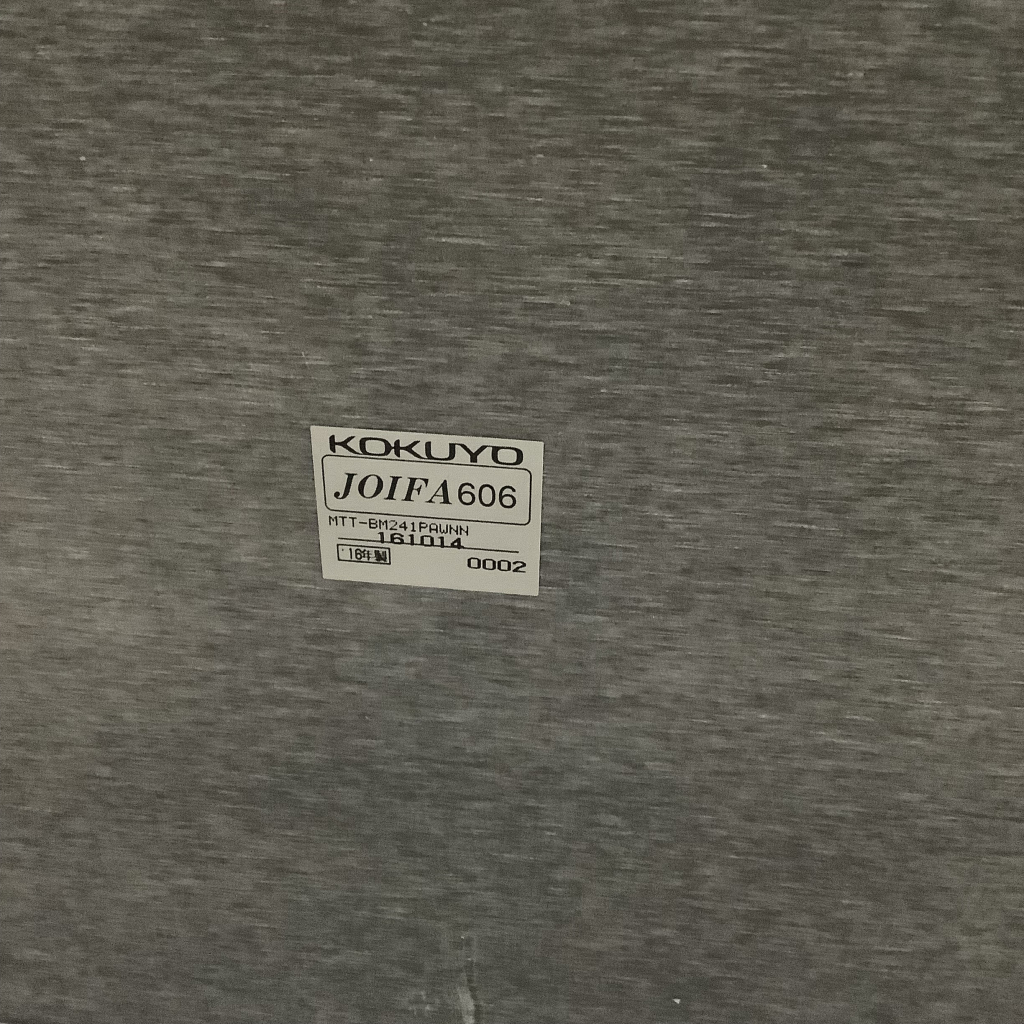 KOKUYO
JOIFA606
MTT-BM241PAWNN
161014
'16年製
0002